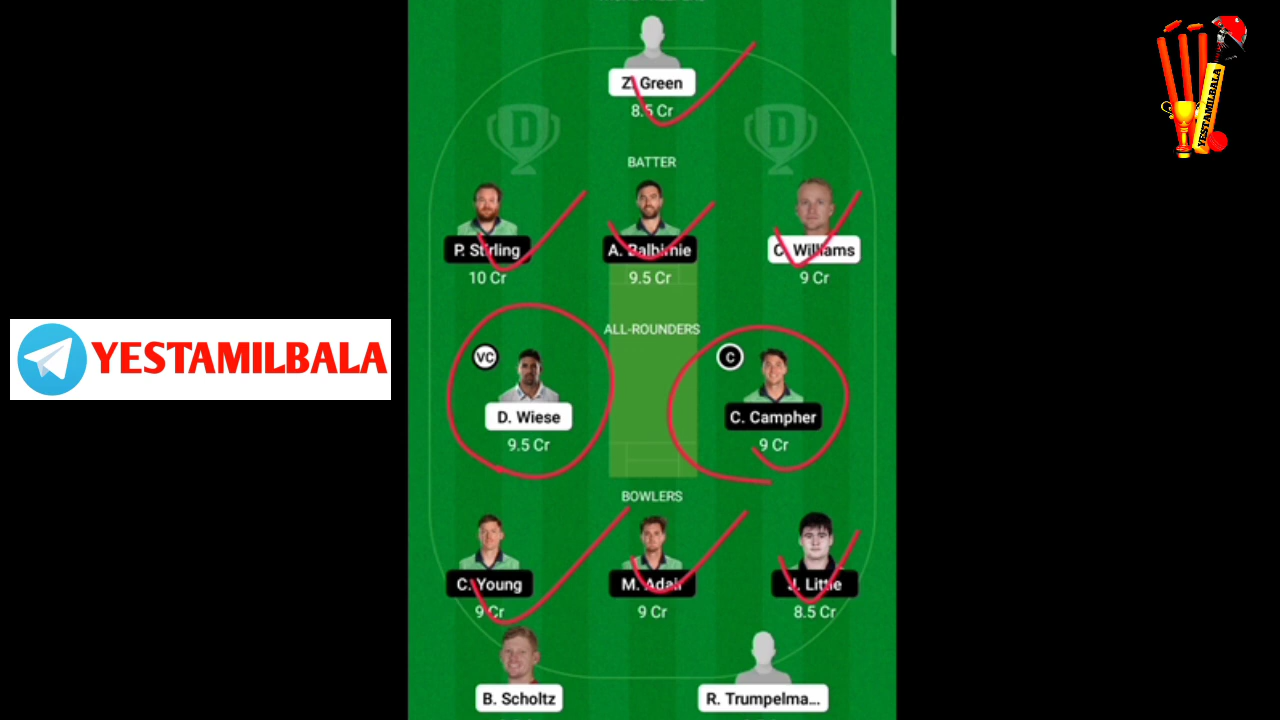 Z. Green
8.5 Cr
BATTER
P. Stirling
A. Balbirnie
C. Williams
10 Cr
9.5 Cr
9 Cr
ALL-ROUNDERS
VC
C
D. Wiese
C. Campher
9.5 Cr
9 Cr
BOWLERS
C. Young
M. Adair
J. Little
9 Cr
9 Cr
8.5 Cr
B. Scholtz
R. Trumpelma...
YESTAMILBALA
YESTAMILBALA
D
D